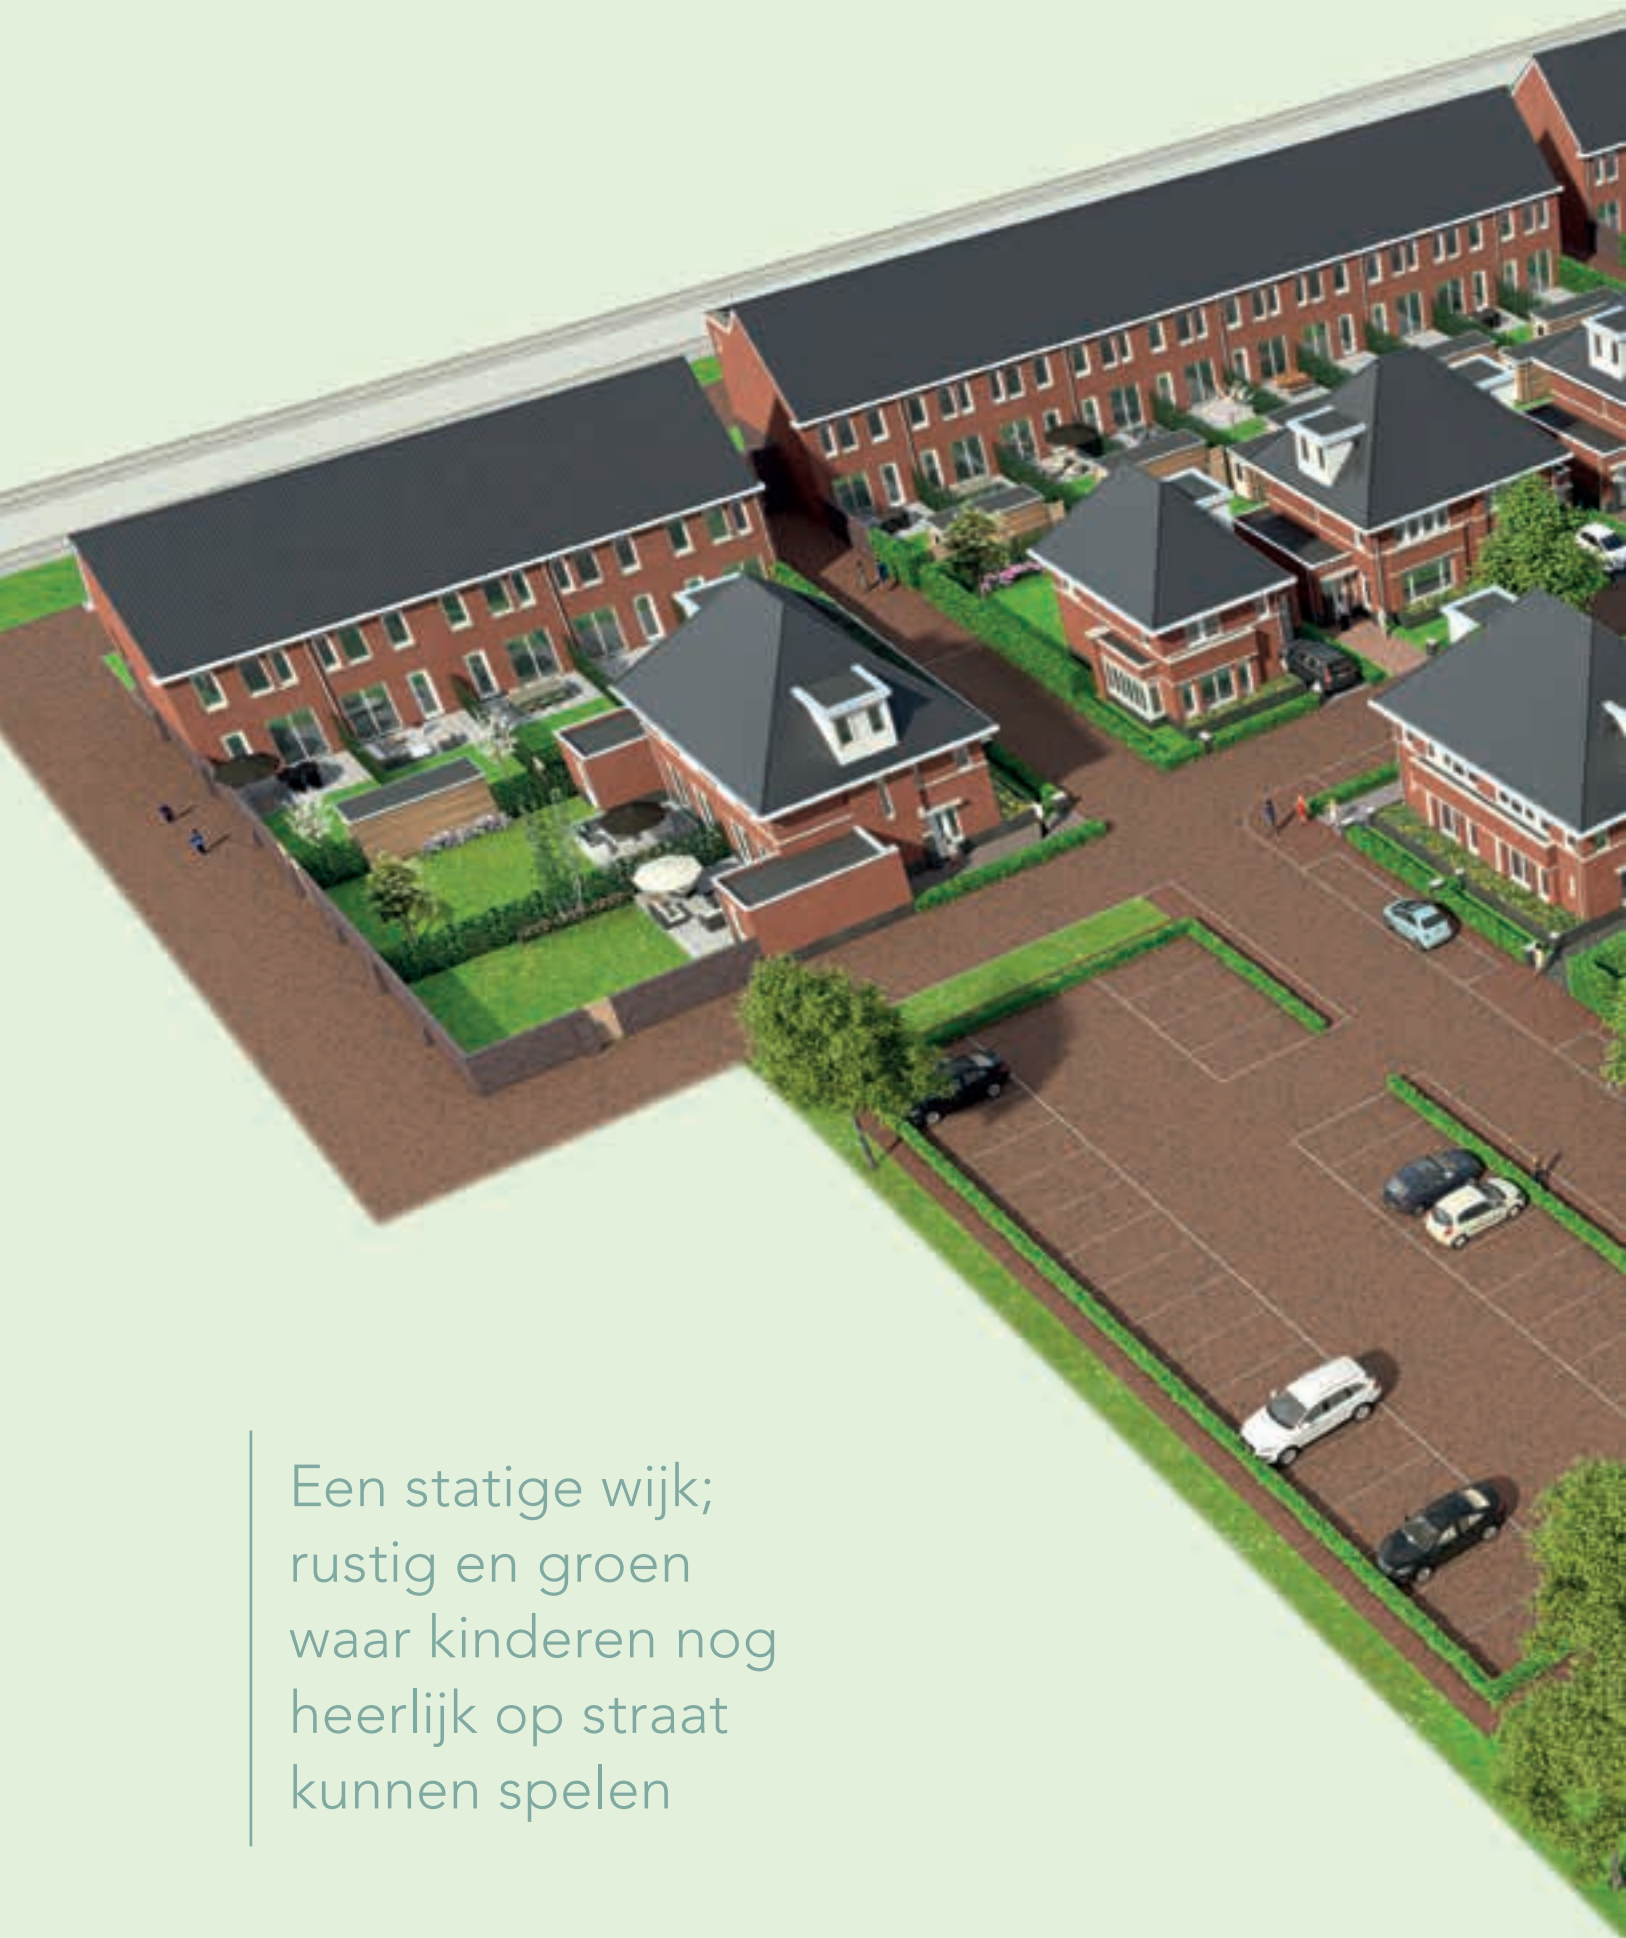 Een statige wijk;
rustig en groen
waar kinderen nog
heerlijk op straat
kunnen spelen